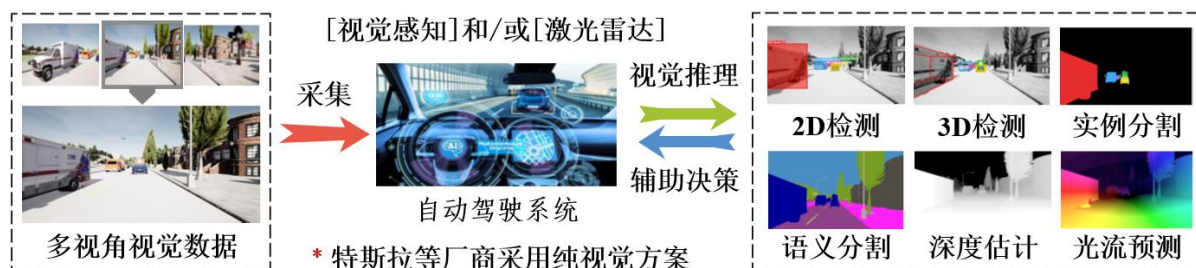 [视觉感知]和/或[激光雷达]
采集
视觉推理
辅助决策
AI
自动驾驶系统
* 特斯拉等厂商采用纯视觉方案
多视角视觉数据
2D检测
3D检测
实例分割
语义分割
深度估计
光流预测